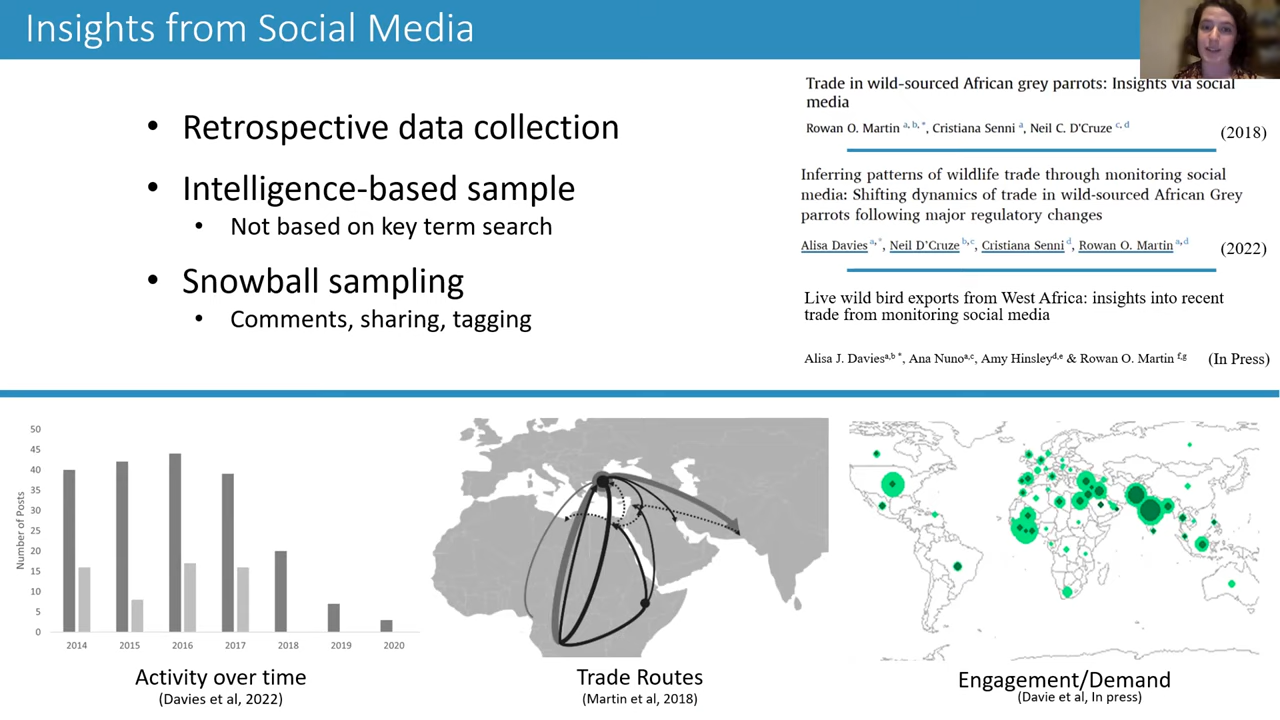 Insights from Social Media
• Retrospective data collection
• Intelligence-based sample
• Not based on key term search
• Snowball sampling
• Comments, sharing, tagging
Trade in wild-sourced African grey parrots: Insights via social
media
Rowan O. Martin a, b, *, Cristiana Senni a, Neil C. D'Cruze c, d
(2018)
Inferring patterns of wildlife trade through monitoring social
media: Shifting dynamics of trade in wild-sourced African Grey
parrots following major regulatory changes
Alisa Davies a,*, Neil D'Cruze b,c, Cristiana Senni d, Rowan O. Martin a,d
(2022)
Live wild bird exports from West Africa: insights into recent
trade from monitoring social media
Alisa J. Davies a,b *, Ana Nuno a,c, Amy Hinsley d,e & Rowan O. Martin f,g
(In Press)
Number of Posts
50
45
40
35
30
25
20
15
10
5
0
2014 2015 2016 2017 2018 2019 2020
Activity over time
(Davies et al, 2022)
Trade Routes
(Martin et al, 2018)
Engagement/Demand
(Davie et al, In press)